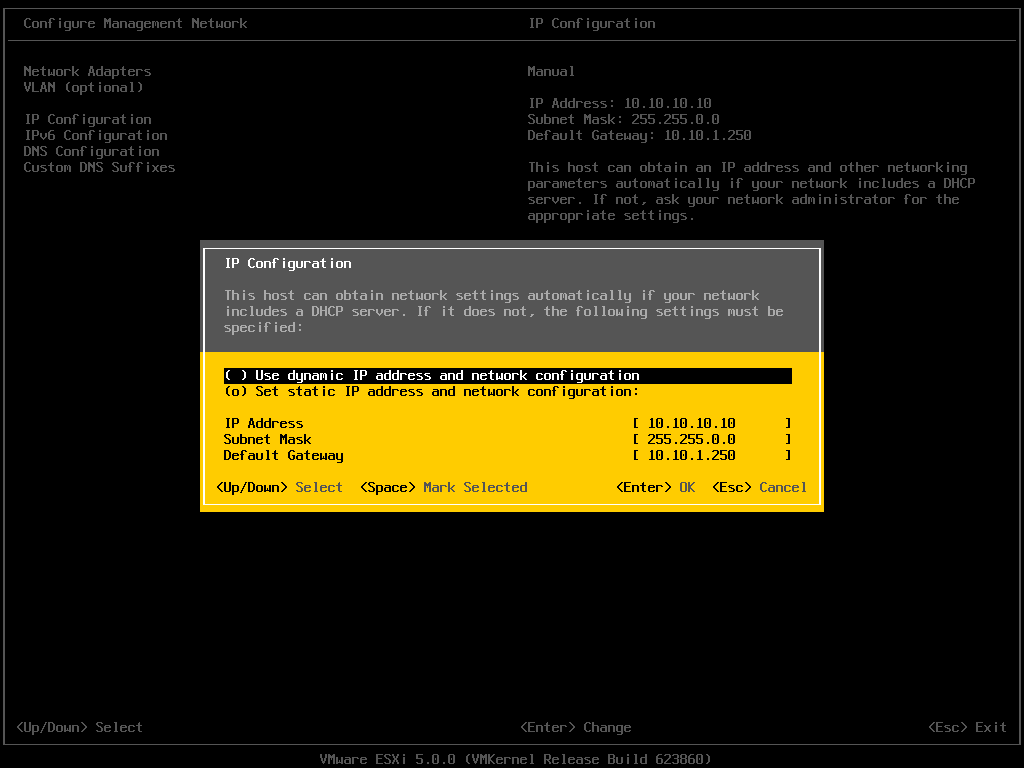 Configure Management Network
IP Configuration
Network Adapters
VLAN (optional)
IP Configuration
IPv6 Configuration
DNS Configuration
Custom DNS Suffixes
Manual
IP Address: 10.10.10.10
Subnet Mask: 255.255.0.0
Default Gateway: 10.10.1.250
This host can obtain an IP address and other networking
parameters automatically if your network includes a DHCP
server. If not, ask your network administrator for the
appropriate settings.
IP Configuration
This host can obtain network settings automatically if your network
includes a DHCP server. If it does not, the following settings must be
specified:
( ) Use dynamic IP address and network configuration
(o) Set static IP address and network configuration:
IP Address [ 10.10.10.10 ]
Subnet Mask [ 255.255.0.0 ]
Default Gateway [ 10.10.1.250 ]
<Up/Down> Select <Space> Mark Selected <Enter> OK <Esc> Cancel
<Up/Down> Select <Enter> Change <Esc> Exit
VMware ESXi 5.0.0 (VMKernel Release Build 623860)